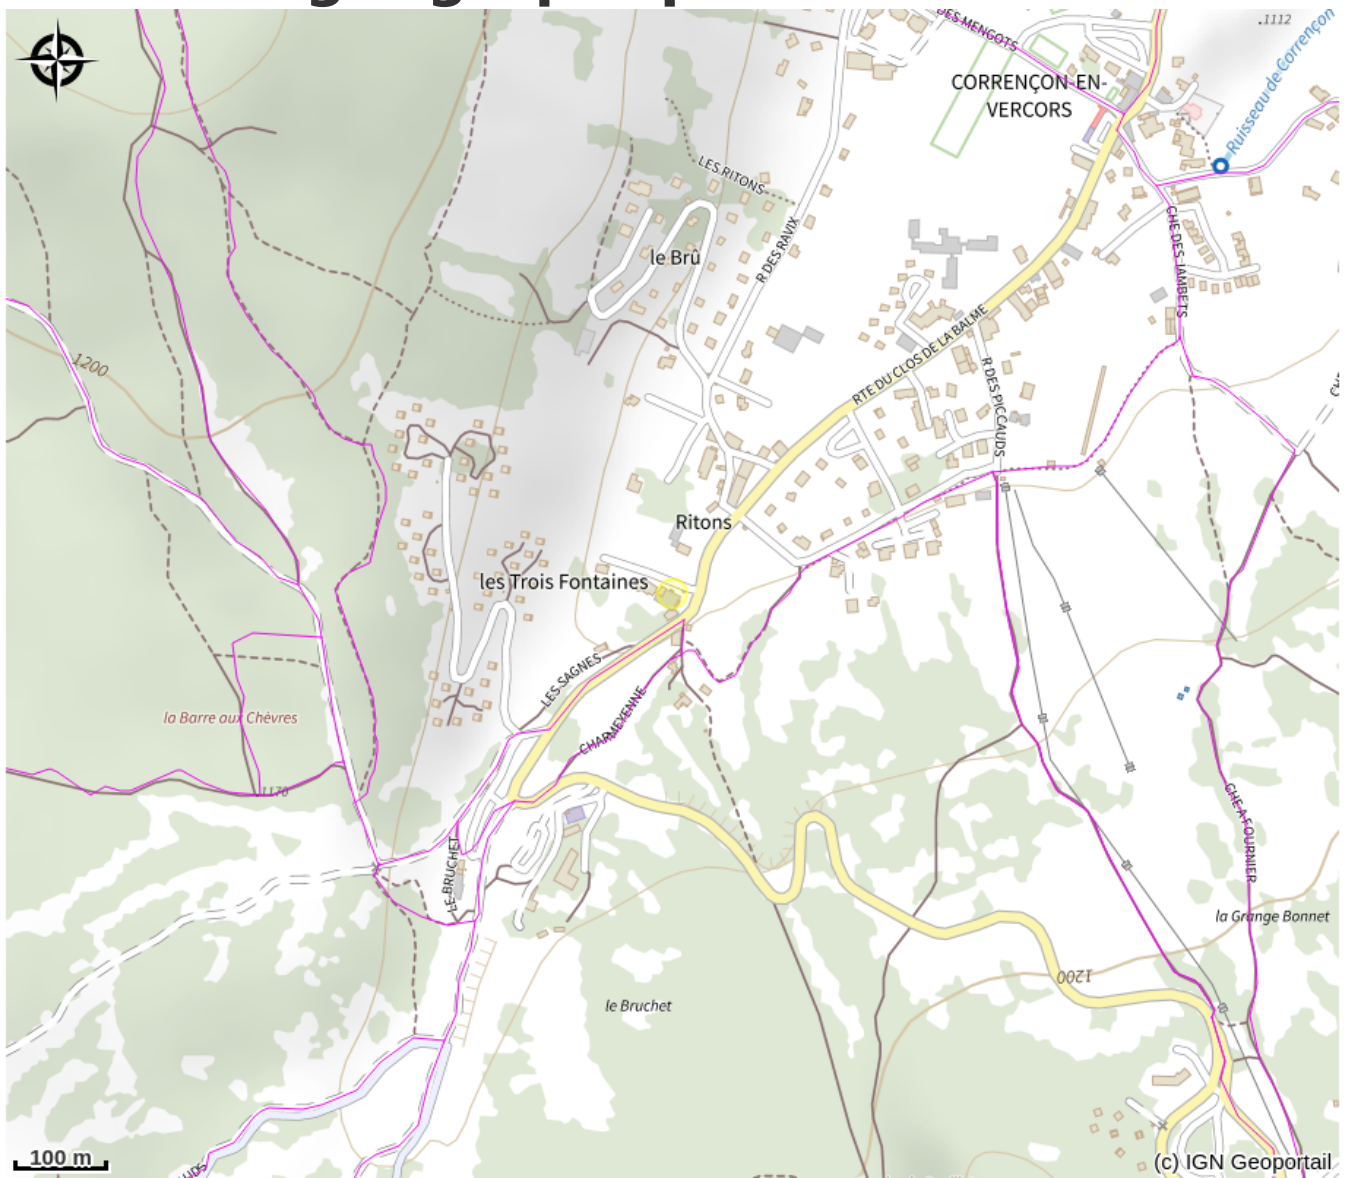 DES MENGOTS
.1112
CORRENÇON-EN-
VERCORS
Ruisseau de Corrençon
LES RITONS
R DES RAVIX
le Brû
CHE DES JAMBETS
RTE DU CLOS DE LA BALME
1200
R DES PICCAUDS
Ritons
les Trois Fontaines
LES SAGNES
CHARMEYENNE
la Barre aux Chèvres
1170
LE BRUCHET
CHE A FOURNIER
la Grange Bonnet
1200
le Bruchet
100 m
(c) IGN Geoportail